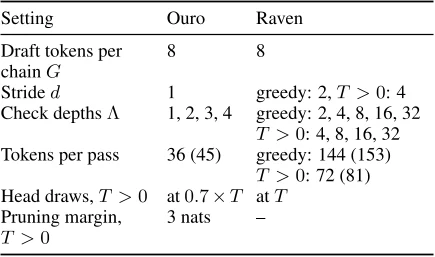 Setting Ouro Raven
Draft tokens per 8 8
chain G
Stride d 1 greedy: 2, T > 0: 4
Check depths Λ 1, 2, 3, 4 greedy: 2, 4, 8, 16, 32
T > 0: 4, 8, 16, 32
Tokens per pass 36 (45) greedy: 144 (153)
T > 0: 72 (81)
Head draws, T > 0 at 0.7 × T at T
Pruning margin, 3 nats –
T > 0